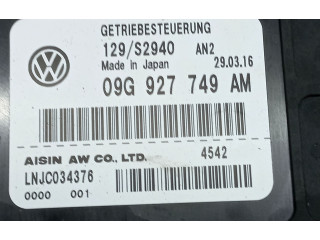 GETRIEBESTEUERUNG
129/S2940 AN2
Made in Japan 29.03.16
09G 927 749 AM
AISIN AW CO., LTD. 4542
LNJC034376
0000 001